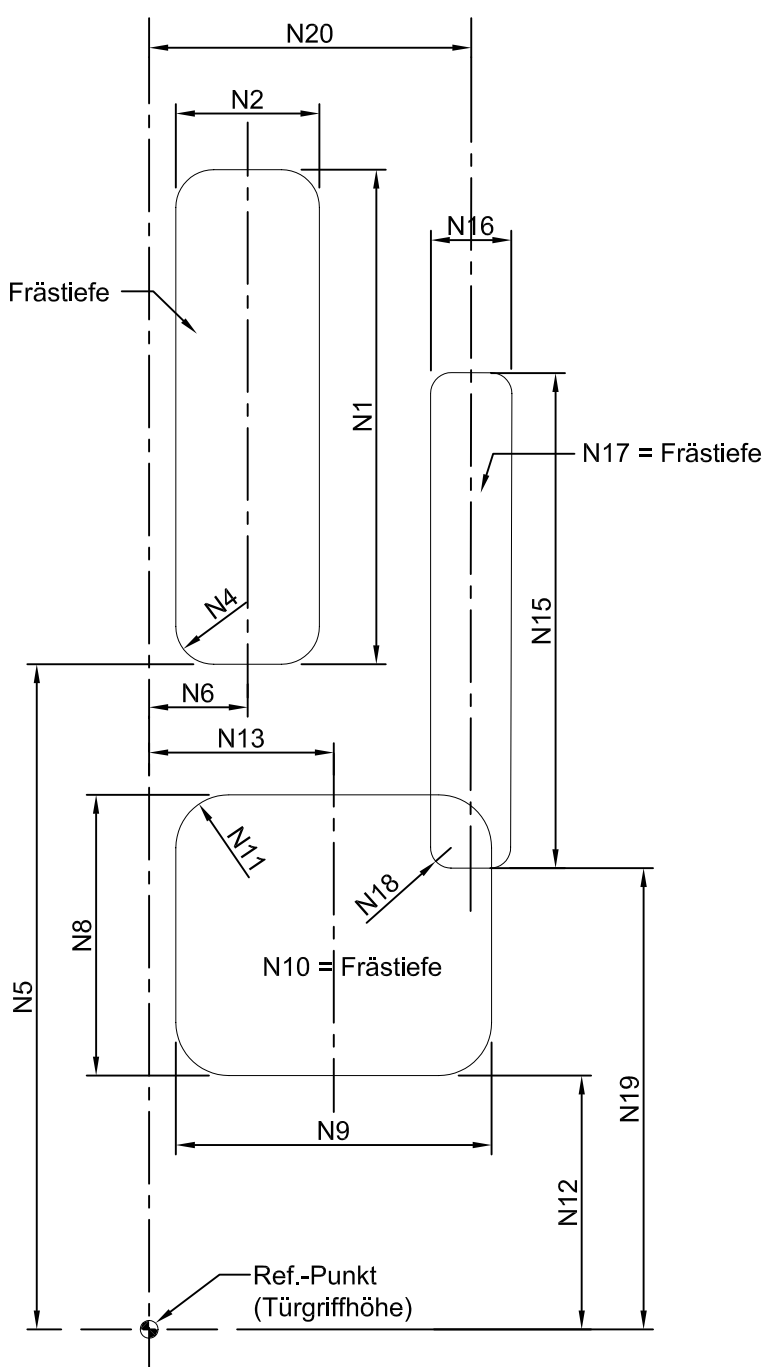 N20
N2
N16
Frästiefe
N1
N17 = Frästiefe
N15
N4
N6
N13
N11
N18
N8
N10 = Frästiefe
N5
N19
N9
N12
Ref.-Punkt
(Türgriffhöhe)